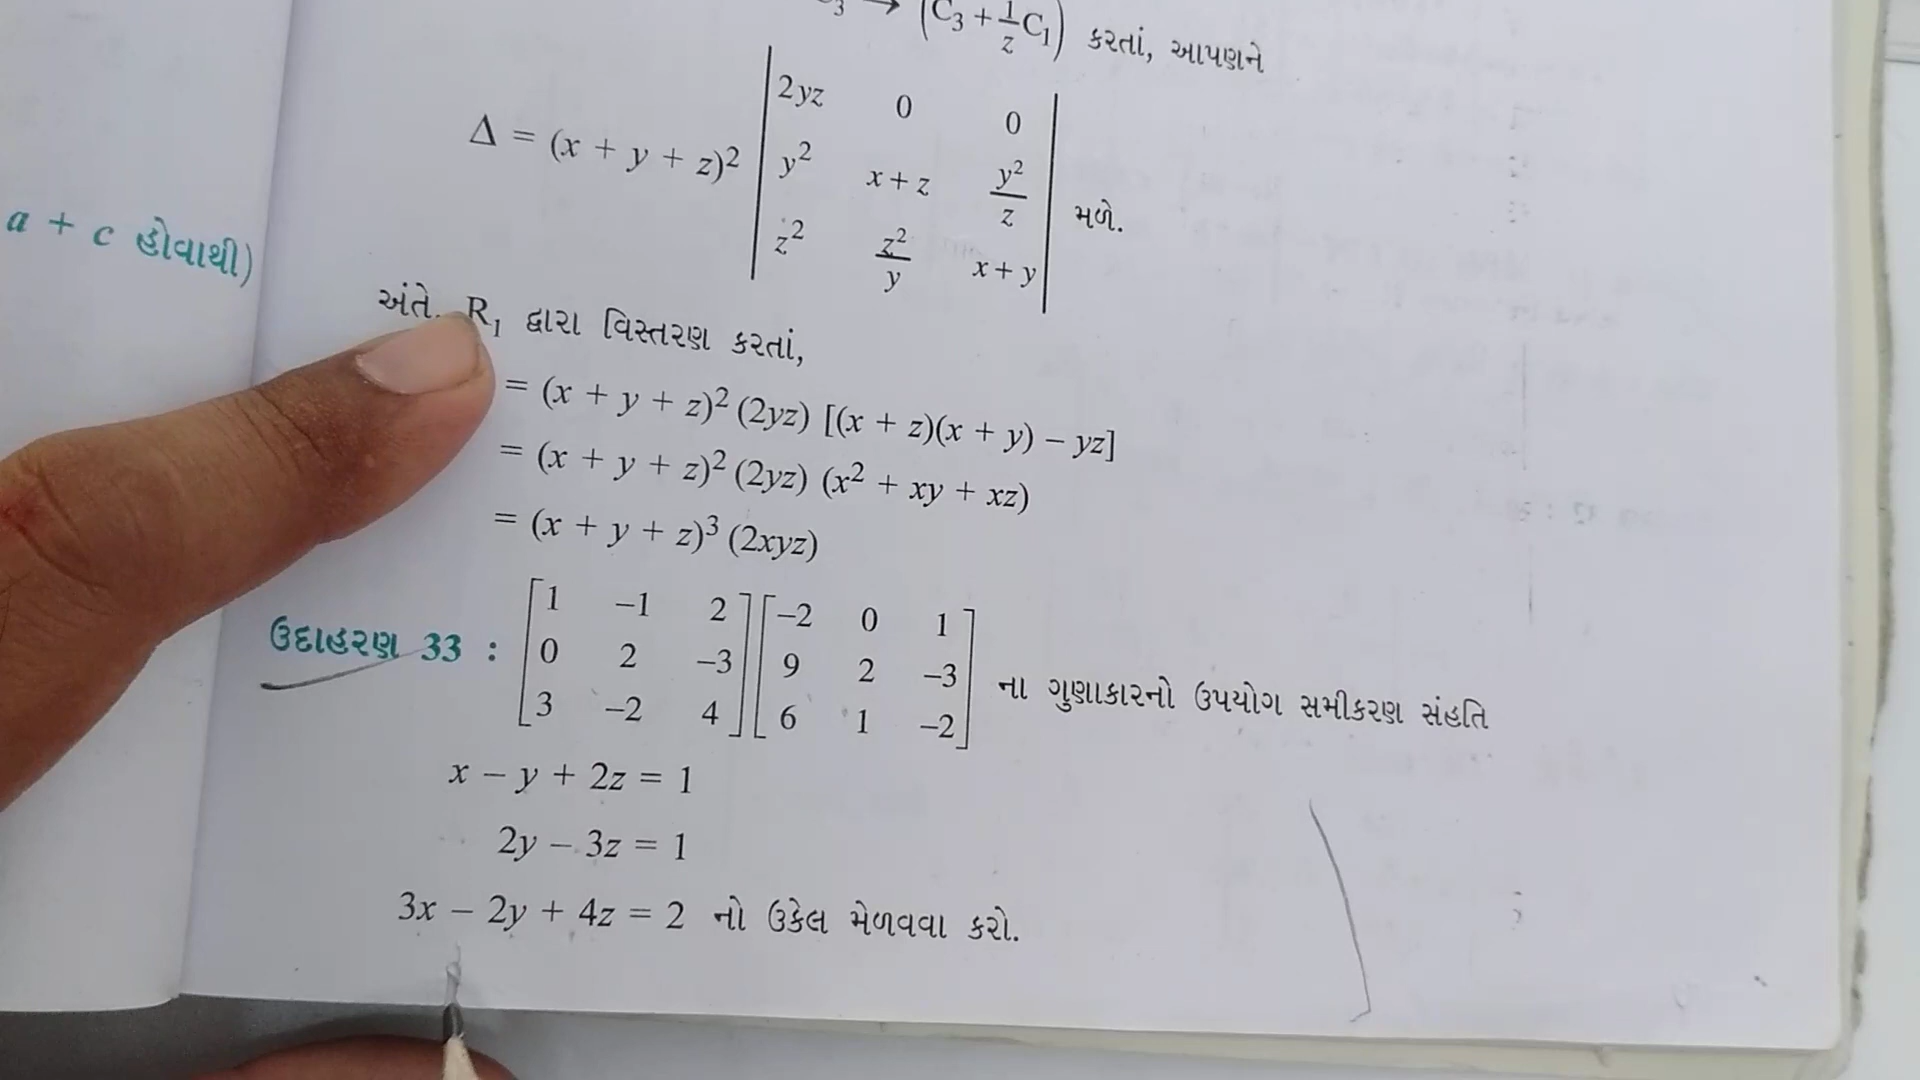 C₃ → (C₃ + 1/z C₁) કરતાં, આપણને
Δ = (x + y + z)² | 2yz 0 0 |
| y² x + z y²/z | મળે.
| z² z²/y x + y |
a + c હોવાથી)
અંતે R₁ દ્વારા વિસ્તરણ કરતાં,
= (x + y + z)² (2yz) [(x + z)(x + y) – yz]
= (x + y + z)² (2yz) (x² + xy + xz)
= (x + y + z)³ (2xyz)
ઉદાહરણ 33 : [1 –1 2] [–2 0 1]
[0 2 –3] [9 2 –3] ના ગુણાકારનો ઉપયોગ સમીકરણ સંહતિ
[3 –2 4] [6 1 –2]
x – y + 2z = 1
2y – 3z = 1
3x – 2y + 4z = 2 નો ઉકેલ મેળવવા કરો.